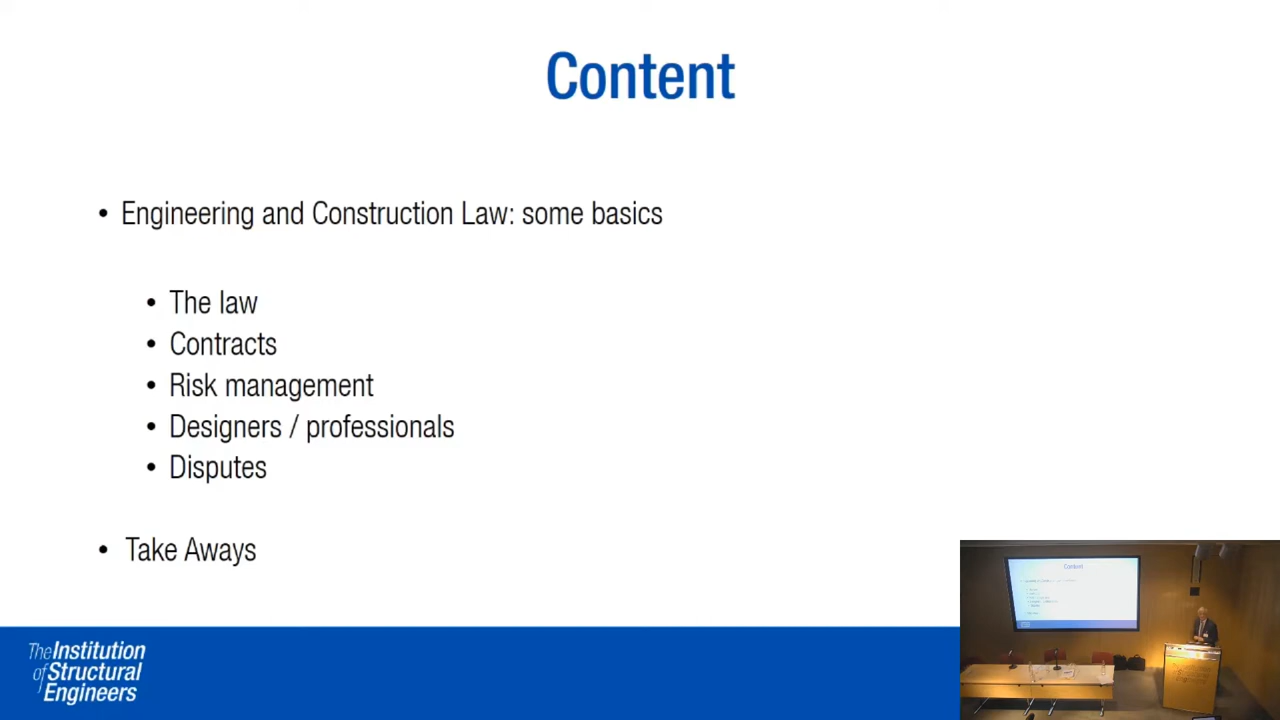 Content
• Engineering and Construction Law: some basics
• The law
• Contracts
• Risk management
• Designers / professionals
• Disputes
• Take Aways
The Institution
of Structural
Engineers
Content